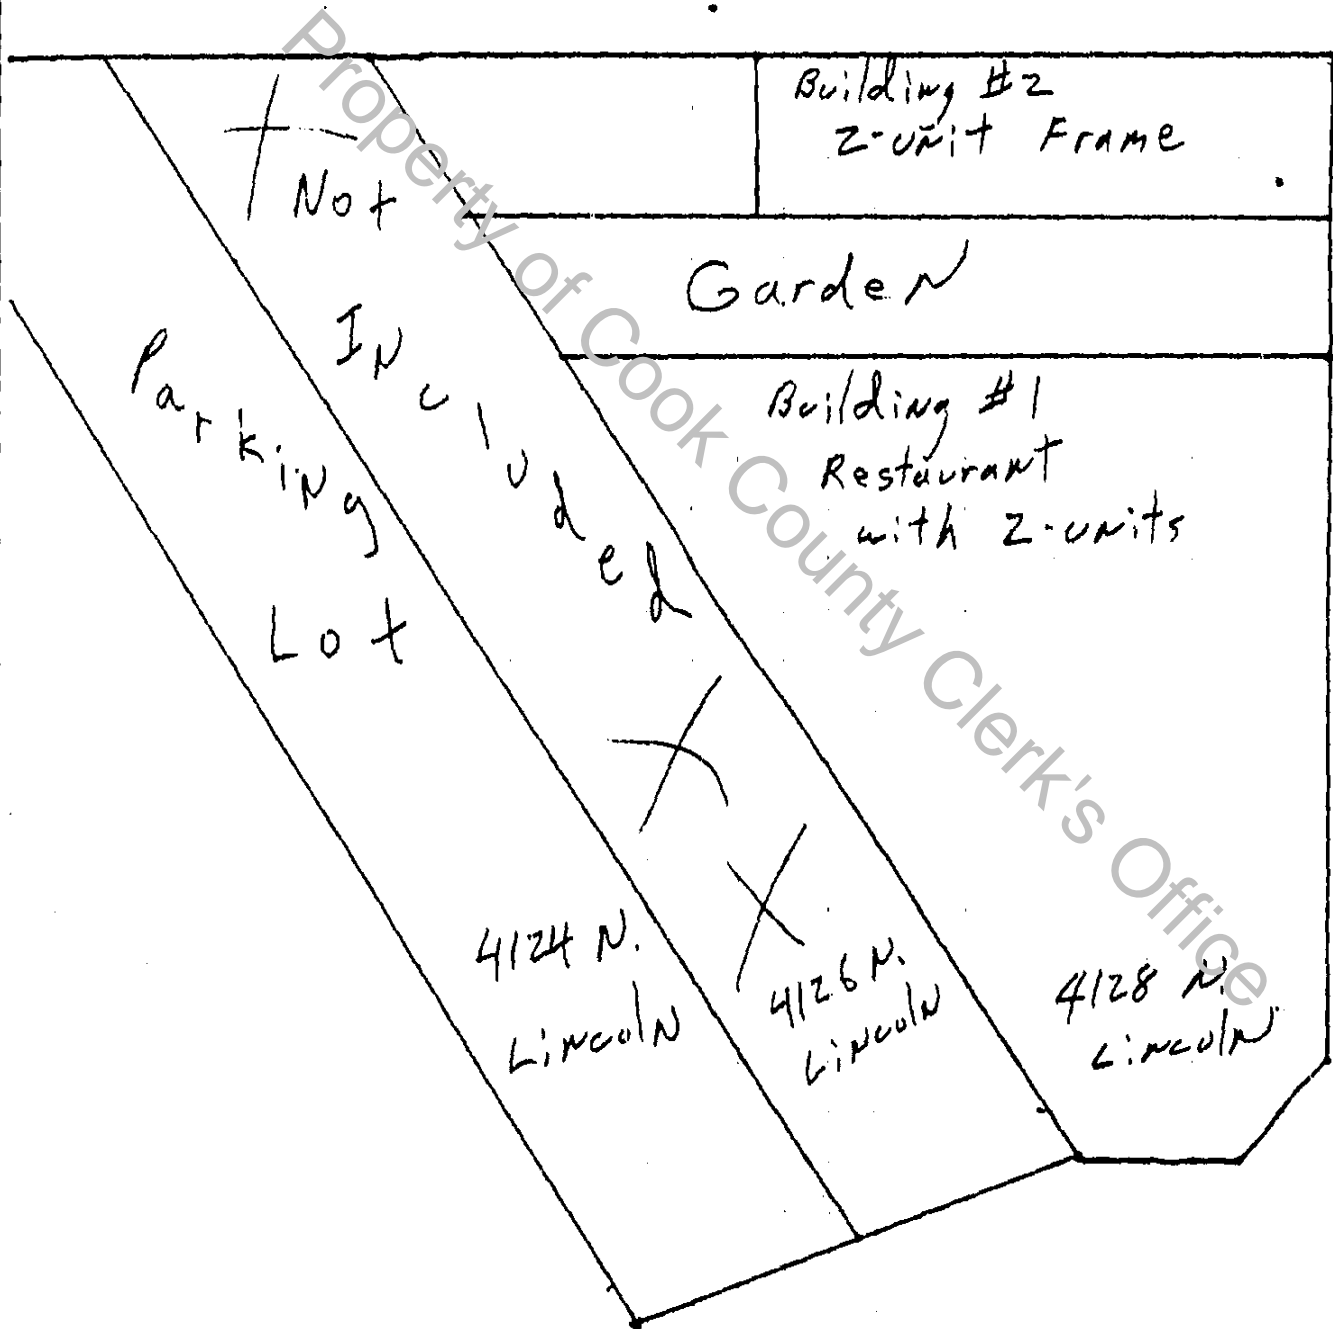 Building #2
2-unit Frame
Not
Included
Garden
Parking
Lot
Building #1
Restaurant
with 2-units
4124 N.
Lincoln
4126 N.
Lincoln
4128 N.
Lincoln
Property of Cook County Clerk's Office